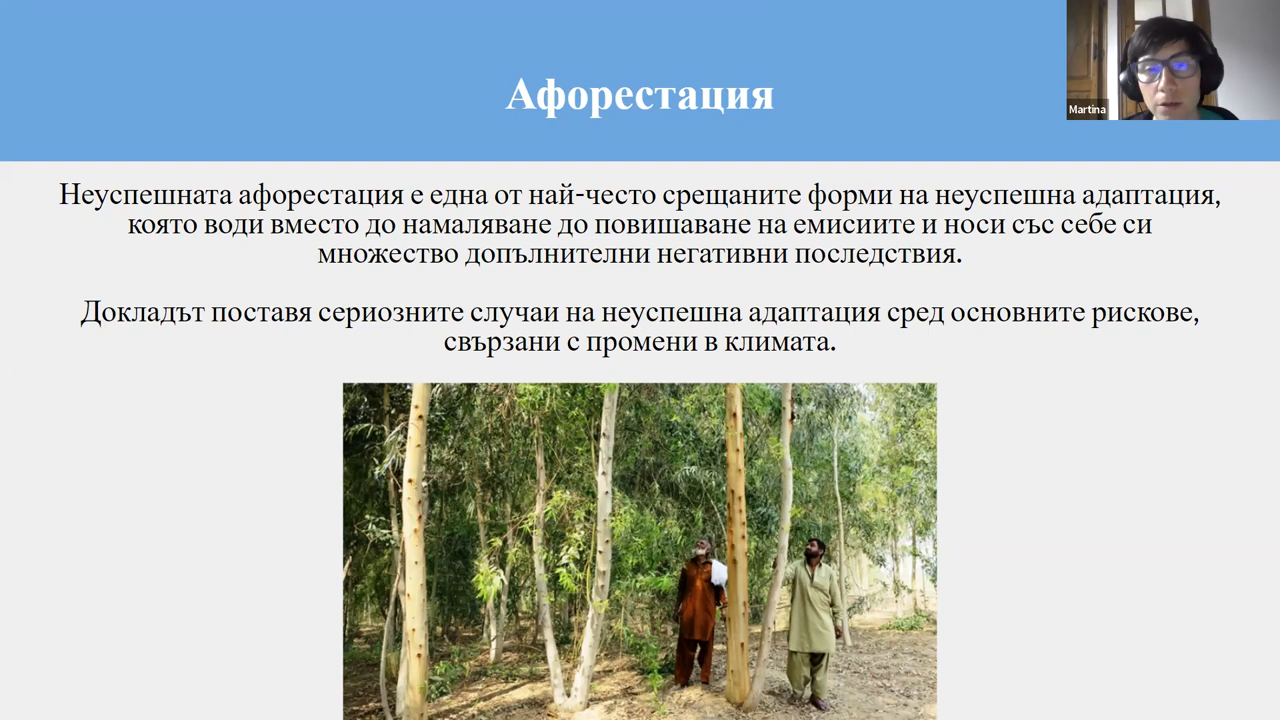 Афорестация
Martina
Неуспешната афорестация е една от най-често срещаните форми на неуспешна адаптация,
която води вместо до намаляване до повишаване на емисиите и носи със себе си
множество допълнителни негативни последствия.
Докладът поставя сериозните случаи на неуспешна адаптация сред основните рискове,
свързани с промени в климата.